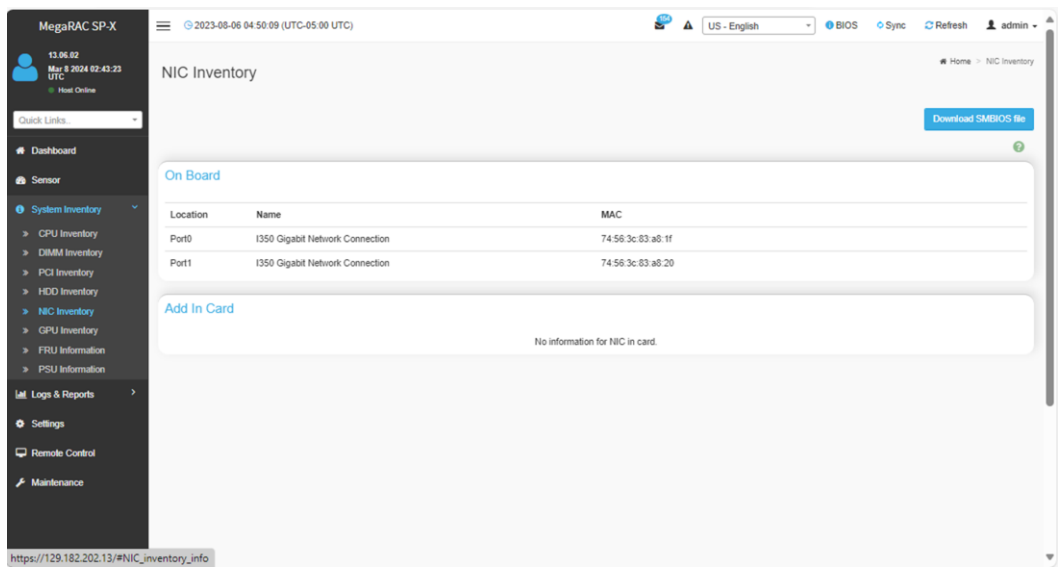 MegaRAC SP-X
2023-08-06 04:50:09 (UTC-05:00 UTC)
104
US - English
BIOS
Sync
Refresh
admin
13.06.02
Mar 8 2024 02:43:23
UTC
Host Online
NIC Inventory
Home > NIC Inventory
Quick Links..
Download SMBIOS file
Dashboard
Sensor
System Inventory
CPU Inventory
DIMM Inventory
PCI Inventory
HDD Inventory
NIC Inventory
GPU Inventory
FRU Information
PSU Information
Logs & Reports
Settings
Remote Control
Maintenance
On Board
Location Name MAC
Port0 I350 Gigabit Network Connection 74:56:3c:83:a8:1f
Port1 I350 Gigabit Network Connection 74:56:3c:83:a8:20
Add In Card
No information for NIC in card.
https://129.182.202.13/#NIC_inventory_info